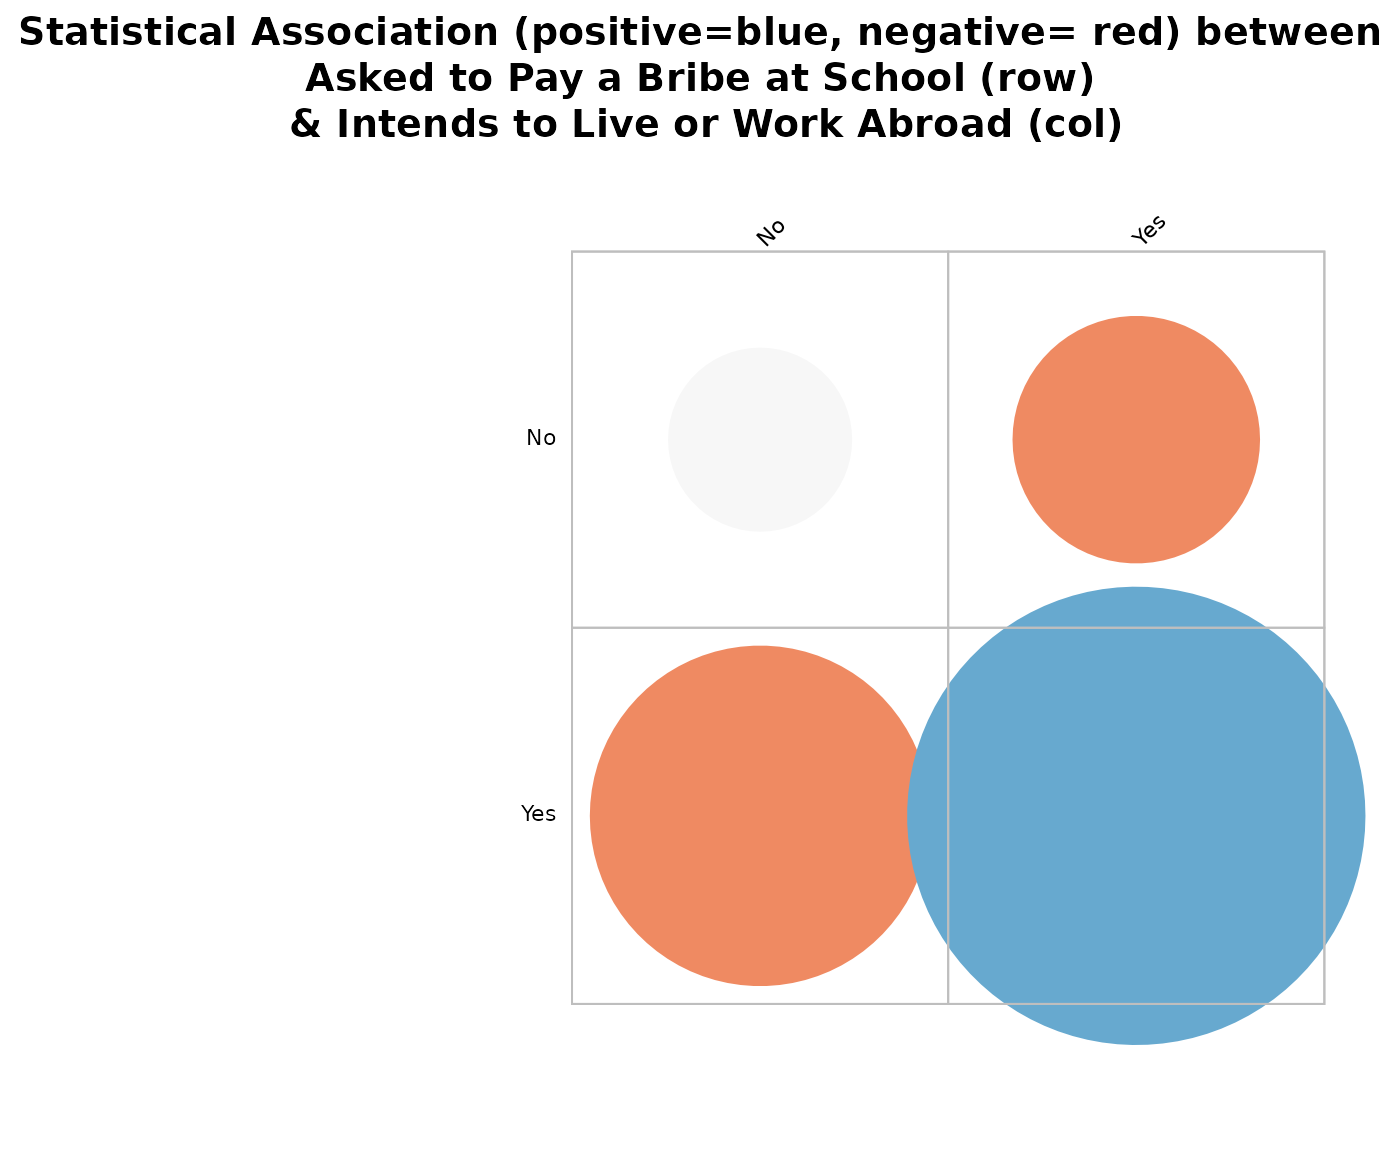 Statistical Association (positive=blue, negative= red) between
Asked to Pay a Bribe at School (row)
& Intends to Live or Work Abroad (col)
No
Yes
No
Yes